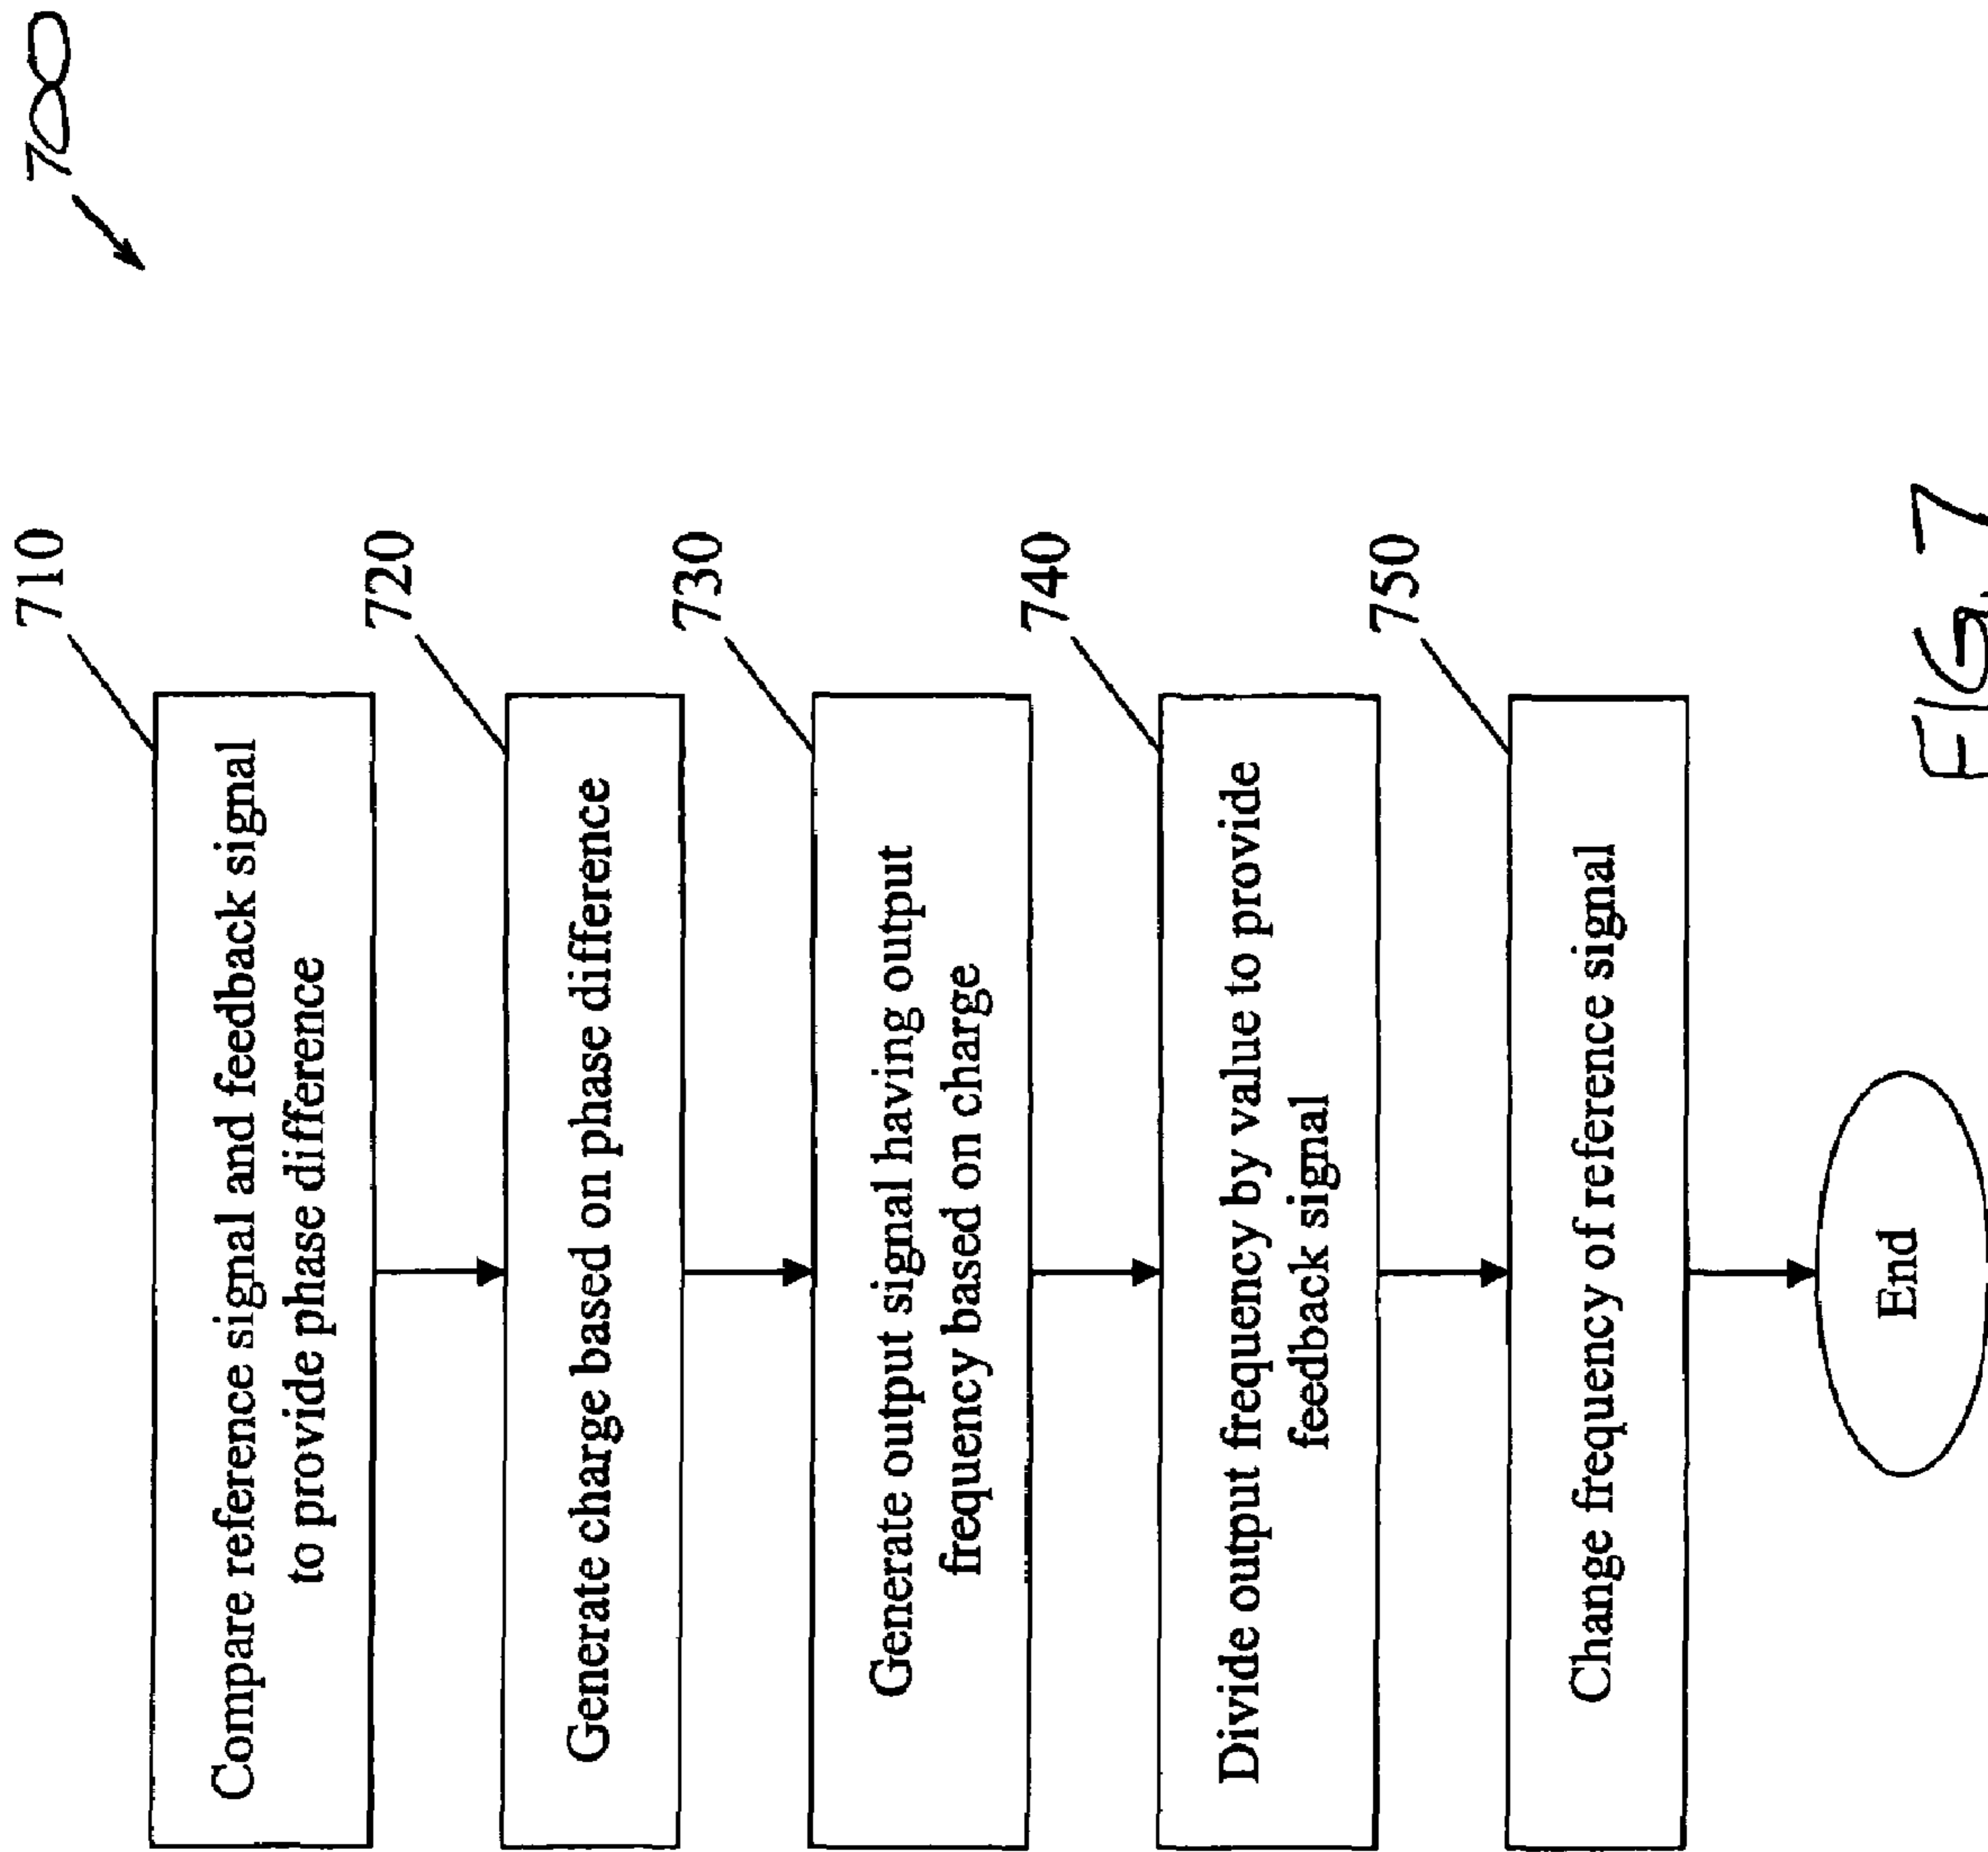 700
710
Compare reference signal and feedback signal
to provide phase difference
720
Generate charge based on phase difference
730
Generate output signal having output
frequency based on charge
740
Divide output frequency by value to provide
feedback signal
750
Change frequency of reference signal
End
FIG. 7